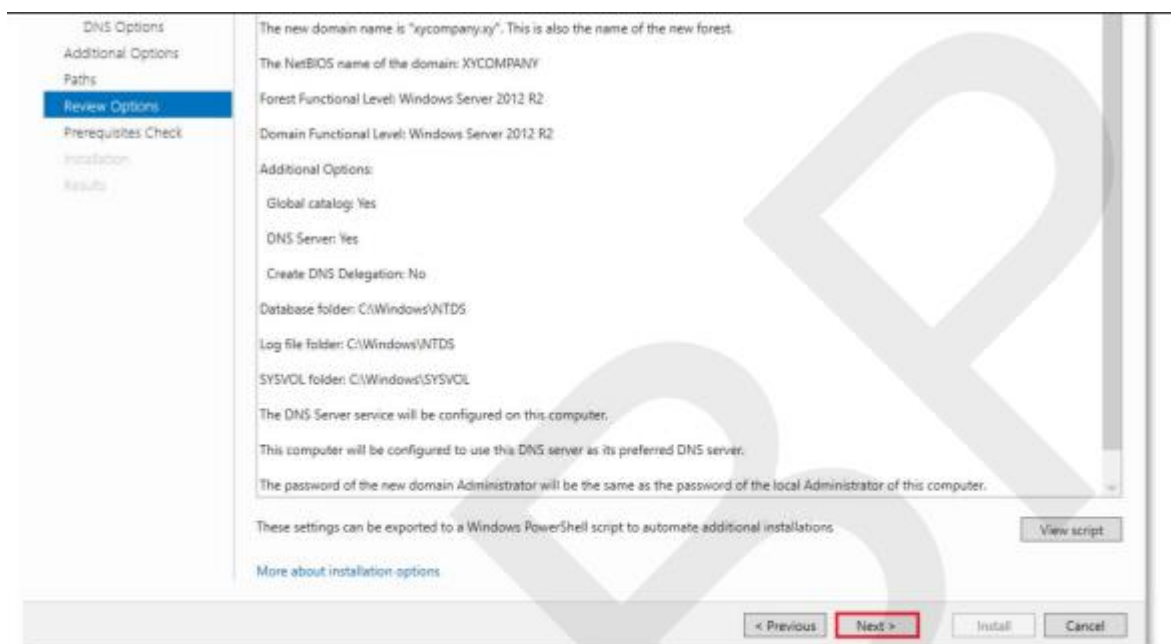 DNS Options
Additional Options
Paths
Review Options
Prerequisites Check
Installation
Results
The new domain name is "xycompany.xy". This is also the name of the new forest.
The NetBIOS name of the domain: XYCOMPANY
Forest Functional Level: Windows Server 2012 R2
Domain Functional Level: Windows Server 2012 R2
Additional Options:
Global catalog: Yes
DNS Server: Yes
Create DNS Delegation: No
Database folder: C:\Windows\NTDS
Log file folder: C:\Windows\NTDS
SYSVOL folder: C:\Windows\SYSVOL
The DNS Server service will be configured on this computer.
This computer will be configured to use this DNS server as its preferred DNS server.
The password of the new domain Administrator will be the same as the password of the local Administrator of this computer.
These settings can be exported to a Windows PowerShell script to automate additional installations
View script
More about installation options
< Previous Next > Install Cancel
BP